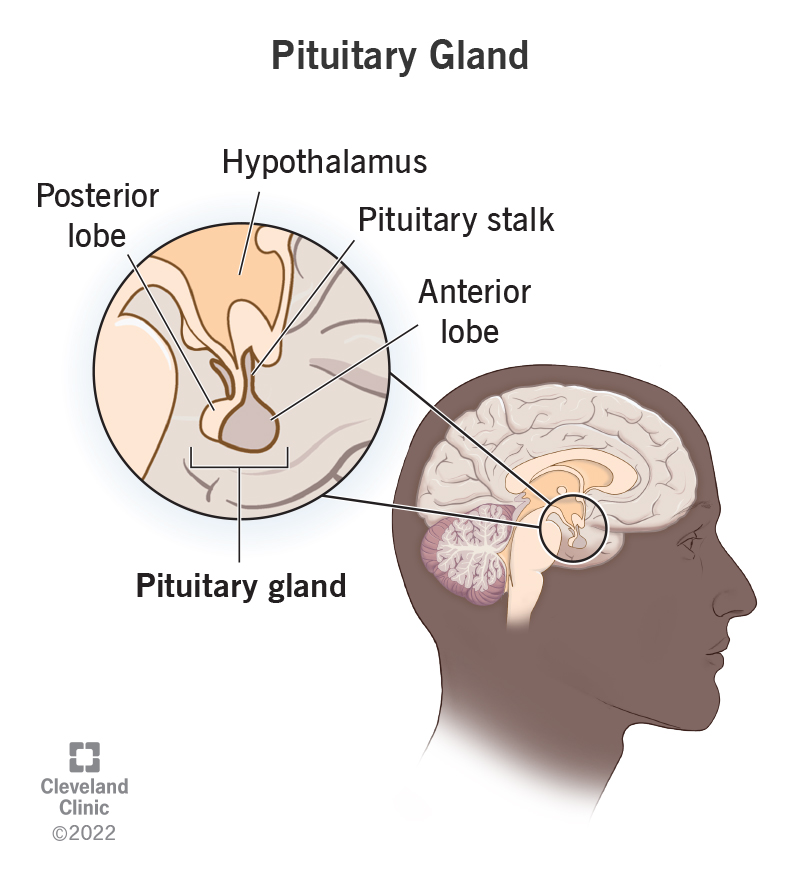 Pituitary Gland
Hypothalamus
Posterior
lobe
Pituitary stalk
Anterior
lobe
Pituitary gland
Cleveland
Clinic
©2022